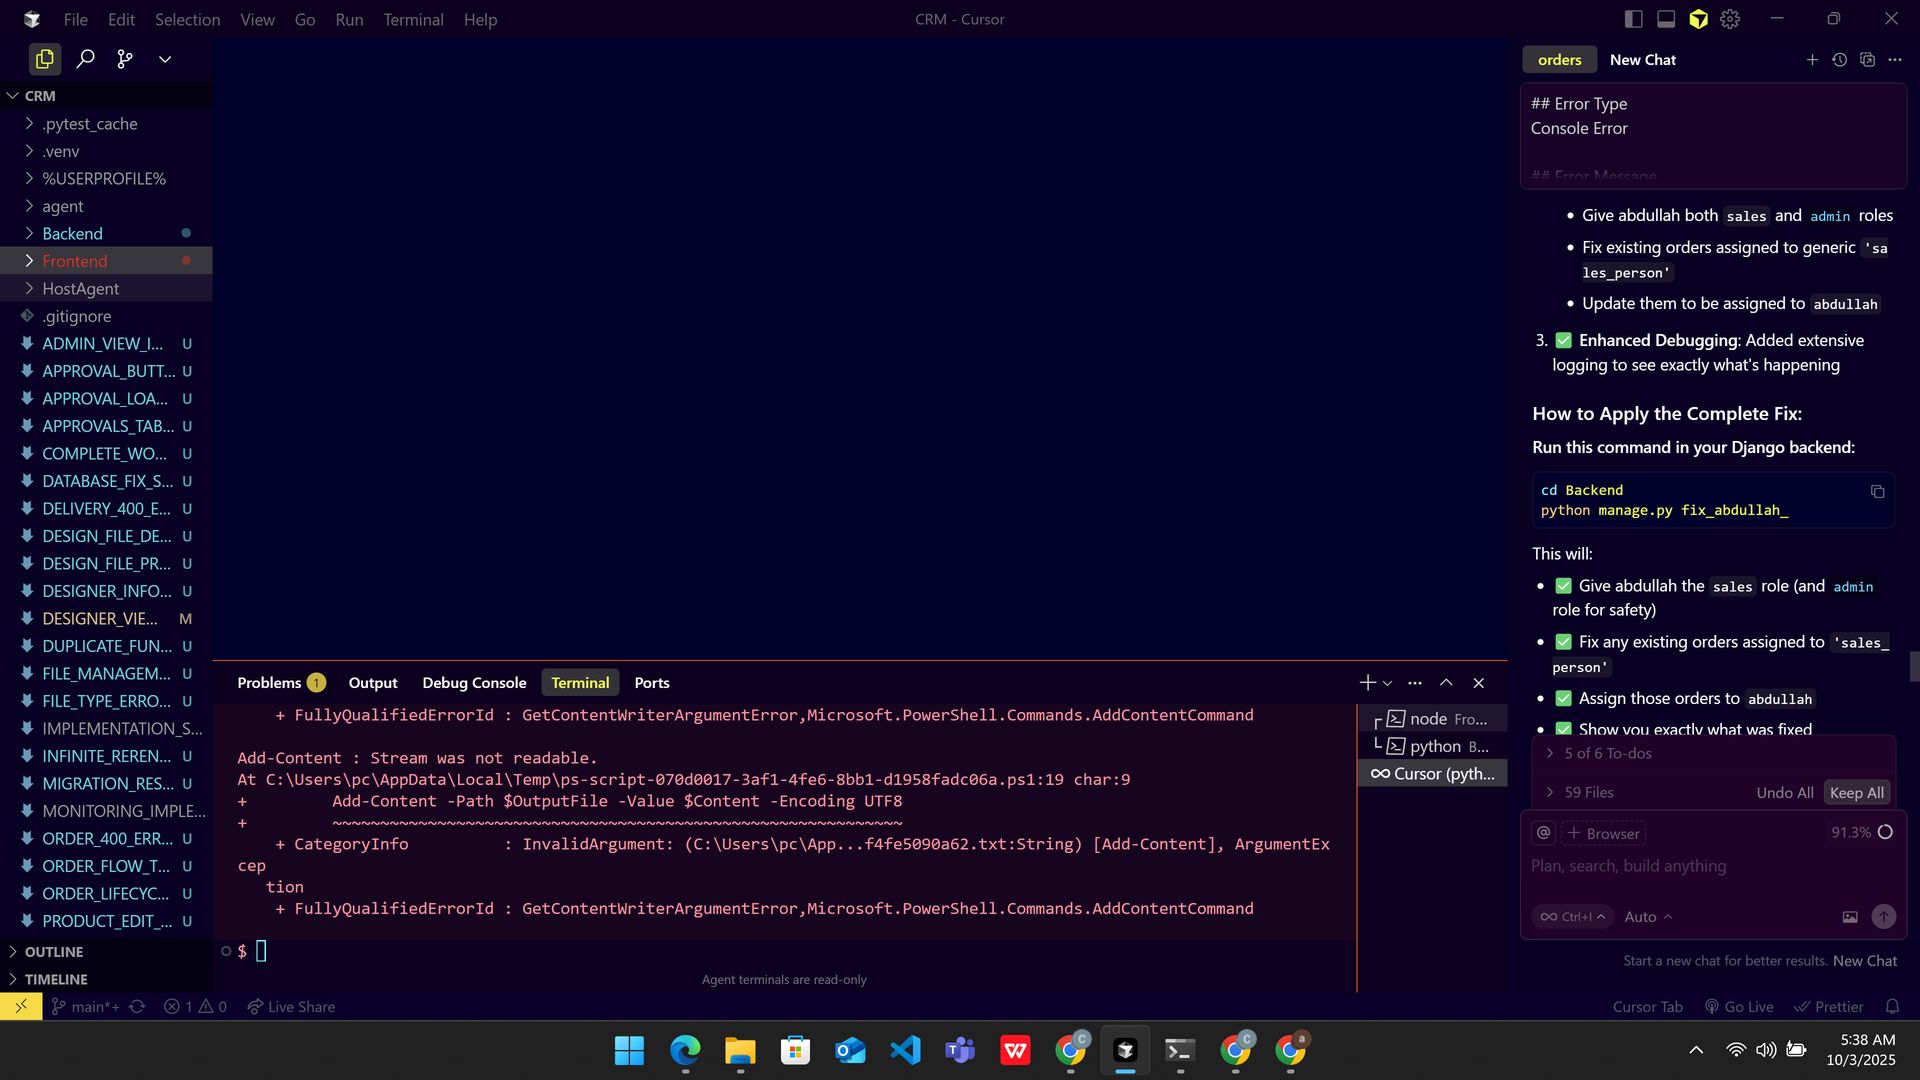 File Edit Selection View Go Run Terminal Help
CRM - Cursor
CRM
.pytest_cache
.venv
%USERPROFILE%
agent
Backend
Frontend
HostAgent
.gitignore
ADMIN_VIEW_I... U
APPROVAL_BUTT... U
APPROVAL_LOA... U
APPROVALS_TAB... U
COMPLETE_WO... U
DATABASE_FIX_S... U
DELIVERY_400_E... U
DESIGN_FILE_DE... U
DESIGN_FILE_PR... U
DESIGNER_INFO... U
DESIGNER_VIE... M
DUPLICATE_FUN... U
FILE_MANAGEM... U
FILE_TYPE_ERRO... U
IMPLEMENTATION_S...
INFINITE_REREN... U
MIGRATION_RES... U
MONITORING_IMPLE...
ORDER_400_ERR... U
ORDER_FLOW_T... U
ORDER_LIFECYC... U
PRODUCT_EDIT_... U
OUTLINE
TIMELINE
Problems 1 Output Debug Console Terminal Ports
+ FullyQualifiedErrorId : GetContentWriterArgumentError,Microsoft.PowerShell.Commands.AddContentCommand
Add-Content : Stream was not readable.
At C:\Users\pc\AppData\Local\Temp\ps-script-070d0017-3af1-4fe6-8bb1-d1958fadc06a.ps1:19 char:9
+         Add-Content -Path $OutputFile -Value $Content -Encoding UTF8
+         ~~~~~~~~~~~~~~~~~~~~~~~~~~~~~~~~~~~~~~~~~~~~~~~~~~~~~~~~~~~~
+ CategoryInfo          : InvalidArgument: (C:\Users\pc\App...f4fe5090a62.txt:String) [Add-Content], ArgumentEx
cep
tion
+ FullyQualifiedErrorId : GetContentWriterArgumentError,Microsoft.PowerShell.Commands.AddContentCommand
$
Agent terminals are read-only
node Fro...
python B...
Cursor (pyth...
orders New Chat
## Error Type
Console Error
## Error Message
• Give abdullah both sales and admin roles
• Fix existing orders assigned to generic 'sa
les_person'
• Update them to be assigned to abdullah
3. ✅ Enhanced Debugging: Added extensive
logging to see exactly what's happening
How to Apply the Complete Fix:
Run this command in your Django backend:
cd Backend
python manage.py fix_abdullah_
This will:
• ✅ Give abdullah the sales role (and admin
role for safety)
• ✅ Fix any existing orders assigned to 'sales_
person'
• ✅ Assign those orders to abdullah
• ✅ Show you exactly what was fixed
5 of 6 To-dos
59 Files Undo All Keep All
@ + Browser 91.3%
Plan, search, build anything
∞ Ctrl+I Auto
Start a new chat for better results. New Chat
main*+ 1 0 Live Share
Cursor Tab Go Live Prettier
5:38 AM
10/3/2025